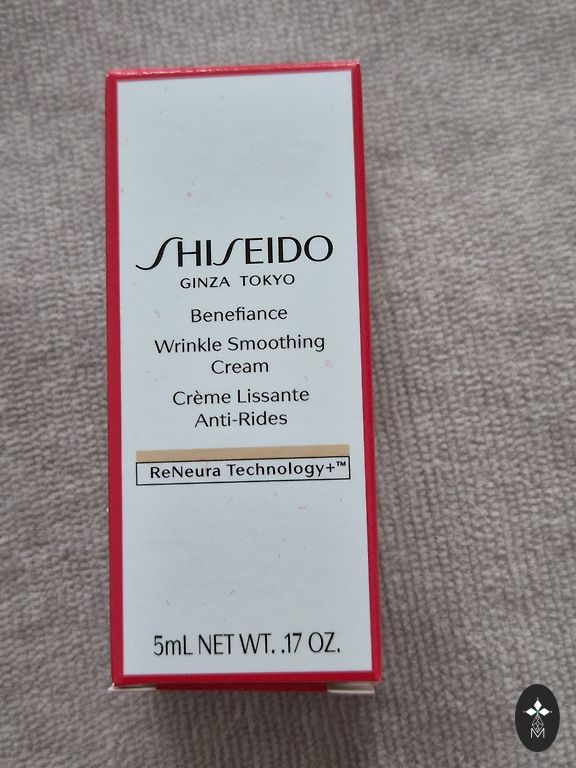 SHISEIDO
GINZA TOKYO
Benefiance
Wrinkle Smoothing
Cream
Crème Lissante
Anti-Rides
ReNeura Technology+™
5mL NET WT. .17 OZ.
M